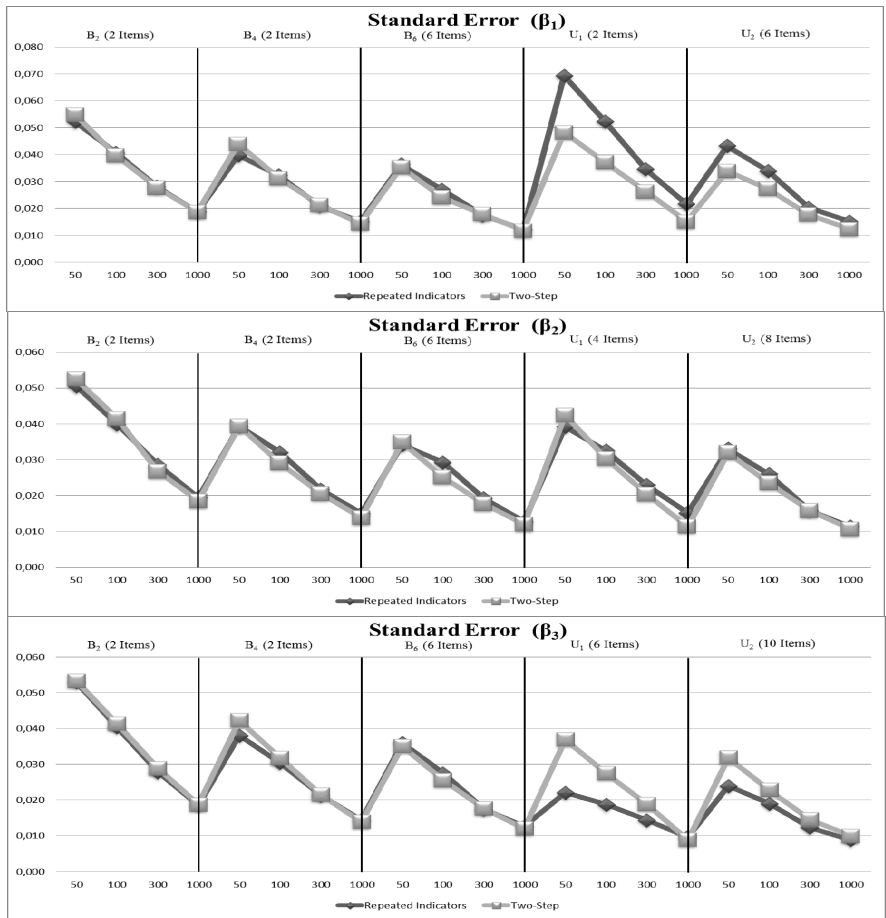 Standard Error (β₁)
B₂ (2 Items) B₄ (2 Items) B₆ (6 Items) U₁ (2 Items) U₂ (6 Items)
0,080
0,070
0,060
0,050
0,040
0,030
0,020
0,010
0,000
50 100 300 1000 50 100 300 1000 50 100 300 1000 50 100 300 1000 50 100 300 1000
Repeated Indicators Two-Step
Standard Error (β₂)
B₂ (2 Items) B₄ (2 Items) B₆ (6 Items) U₁ (4 Items) U₂ (8 Items)
0,060
0,050
0,040
0,030
0,020
0,010
0,000
50 100 300 1000 50 100 300 1000 50 100 300 1000 50 100 300 1000 50 100 300 1000
Repeated Indicators Two-Step
Standard Error (β₃)
B₂ (2 Items) B₄ (2 Items) B₆ (6 Items) U₁ (6 Items) U₂ (10 Items)
0,060
0,050
0,040
0,030
0,020
0,010
0,000
50 100 300 1000 50 100 300 1000 50 100 300 1000 50 100 300 1000 50 100 300 1000
Repeated Indicators Two-Step